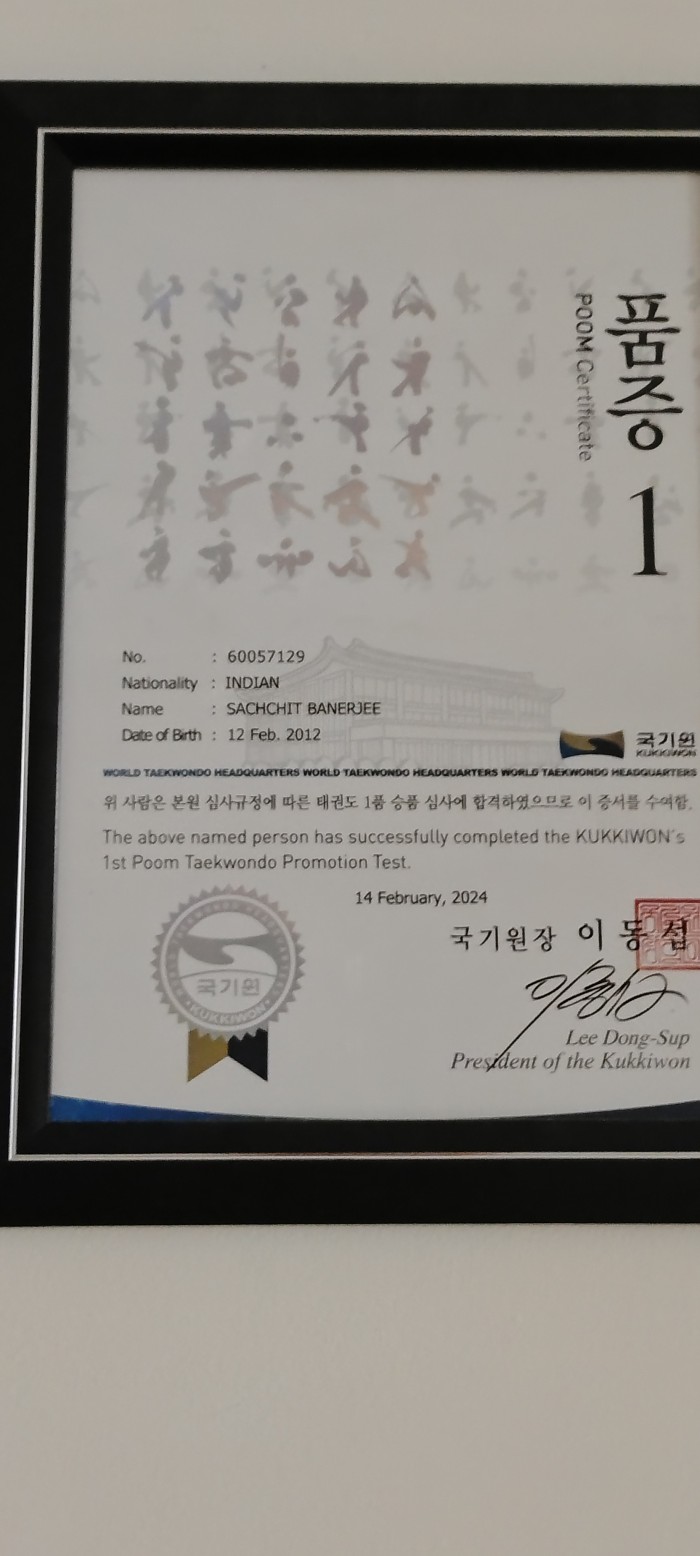 품증 1
POOM Certificate
No. : 60057129
Nationality : INDIAN
Name : SACHCHIT BANERJEE
Date of Birth : 12 Feb. 2012
국기원
KUKKIWON
WORLD TAEKWONDO HEADQUARTERS WORLD TAEKWONDO HEADQUARTERS WORLD TAEKWONDO HEADQUARTERS
위 사람은 본원 심사규정에 따른 태권도 1품 승품 심사에 합격하였으므로 이 증서를 수여함.
The above named person has successfully completed the KUKKIWON's
1st Poom Taekwondo Promotion Test.
14 February, 2024
국기원장 이동섭
Lee Dong-Sup
President of the Kukkiwon
국기원
KUKKIWON